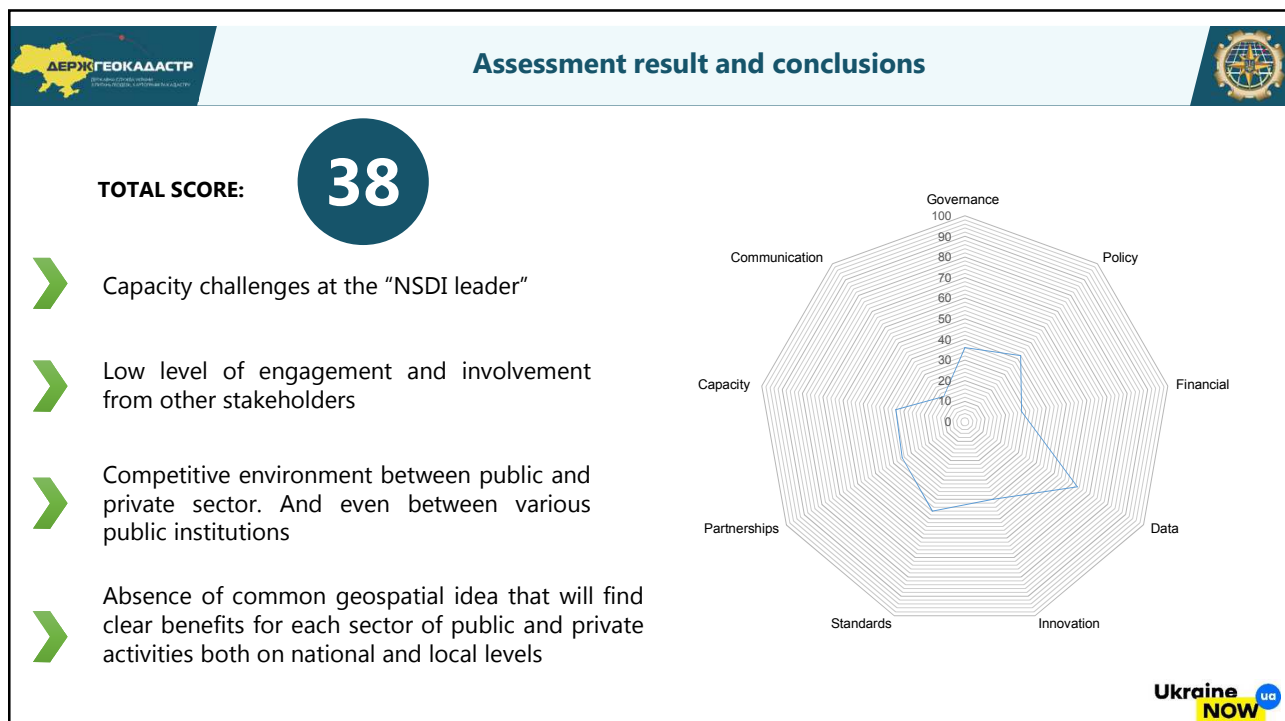 ДЕРЖГЕОКАДАСТР
Assessment result and conclusions
TOTAL SCORE:
38
Capacity challenges at the “NSDI leader”
Low level of engagement and involvement
from other stakeholders
Competitive environment between public and
private sector. And even between various
public institutions
Absence of common geospatial idea that will find
clear benefits for each sector of public and private
activities both on national and local levels
Governance
Policy
Financial
Data
Innovation
Standards
Partnerships
Capacity
Communication
100
90
80
70
60
50
40
30
20
10
0
Ukraine
NOW
ua